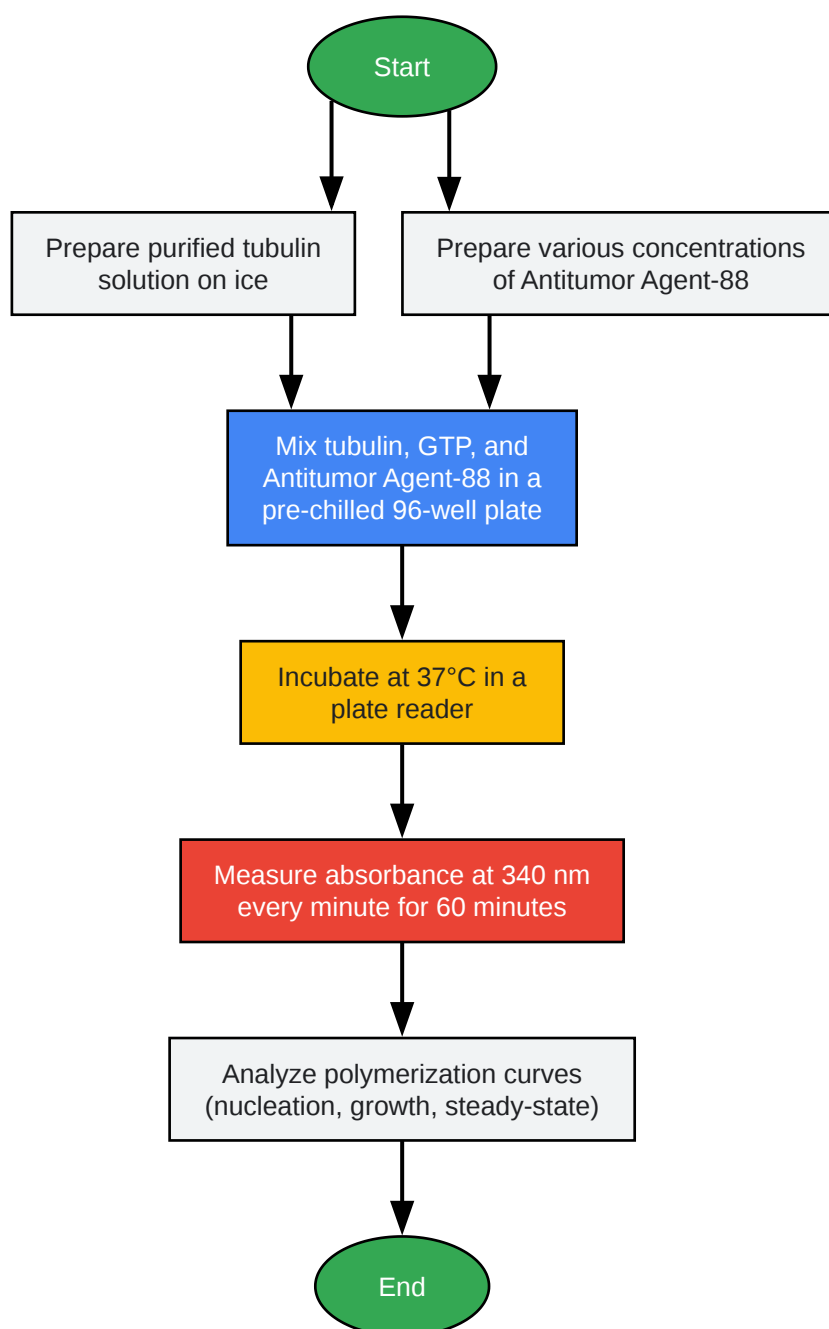 Start
Prepare purified tubulin
solution on ice
Prepare various concentrations
of Antitumor Agent-88
Mix tubulin, GTP, and
Antitumor Agent-88 in a
pre-chilled 96-well plate
Incubate at 37°C in a
plate reader
Measure absorbance at 340 nm
every minute for 60 minutes
Analyze polymerization curves
(nucleation, growth, steady-state)
End